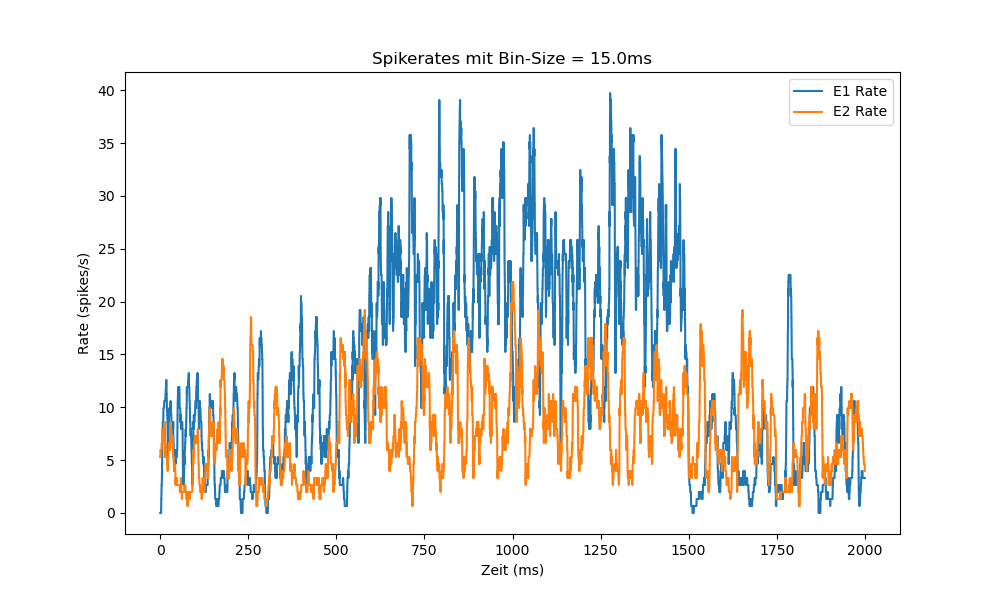 Spikerates mit Bin-Size = 15.0ms
E1 Rate
E2 Rate
40
35
30
25
20
15
10
5
0
Rate (spikes/s)
0 250 500 750 1000 1250 1500 1750 2000
Zeit (ms)